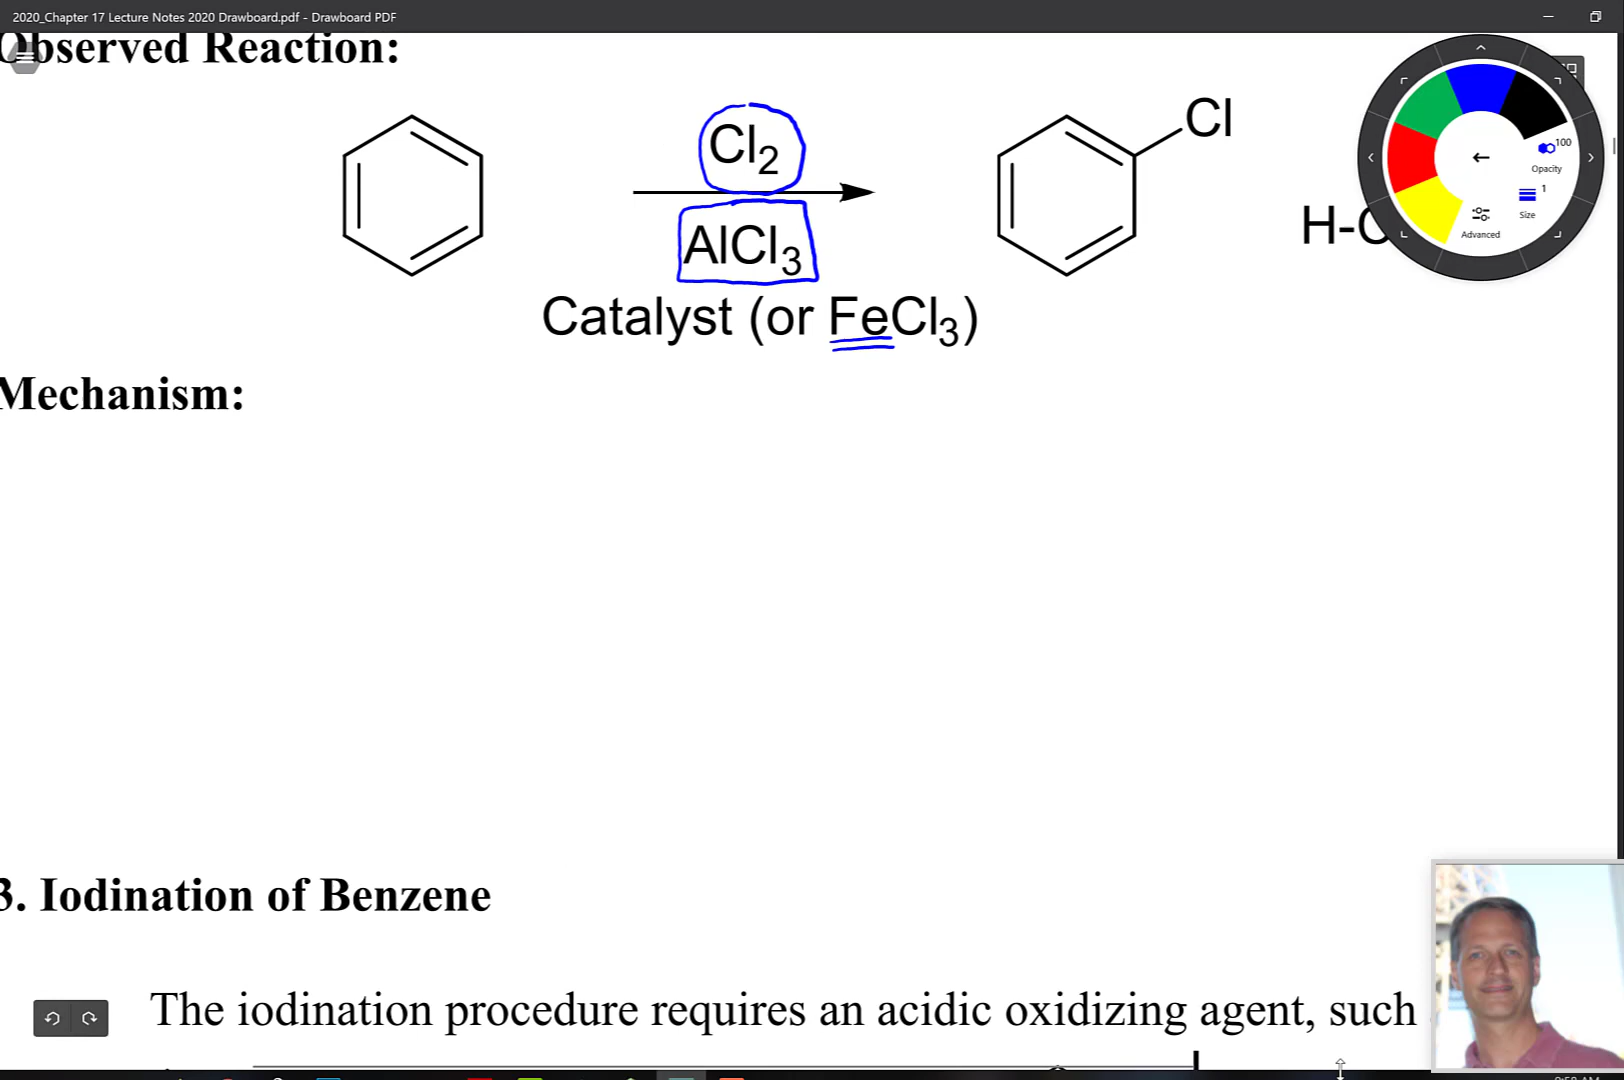 2020_Chapter 17 Lecture Notes 2020 Drawboard.pdf - Drawboard PDF
Observed Reaction:
Cl2
Cl
AlCl3
H-C
Catalyst (or FeCl3)
100
Opacity
1
Size
Advanced
Mechanism:
3. Iodination of Benzene
The iodination procedure requires an acidic oxidizing agent, such